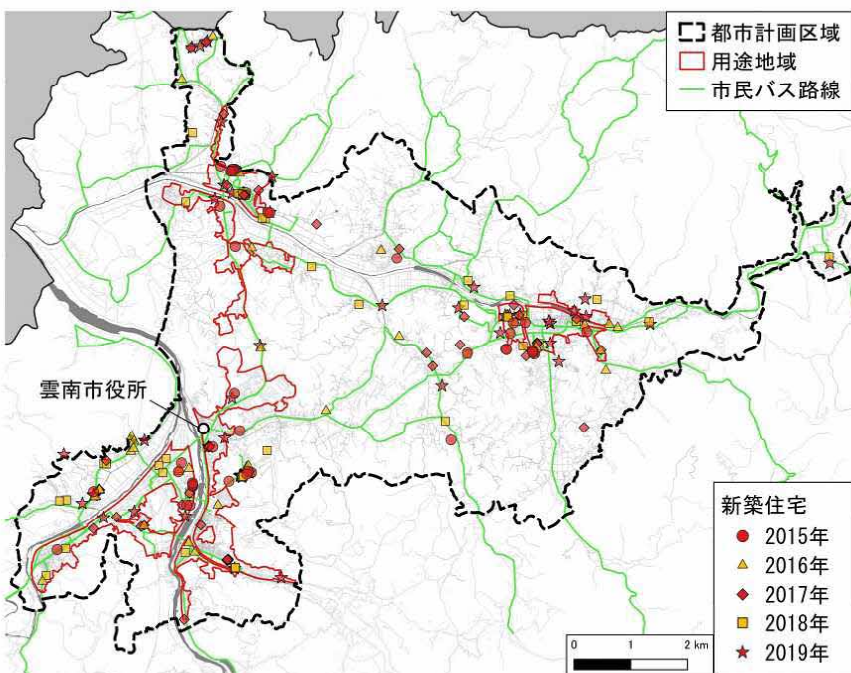 都市計画区域
用途地域
市民バス路線
雲南市役所
新築住宅
2015年
2016年
2017年
2018年
2019年
0 1 2 km